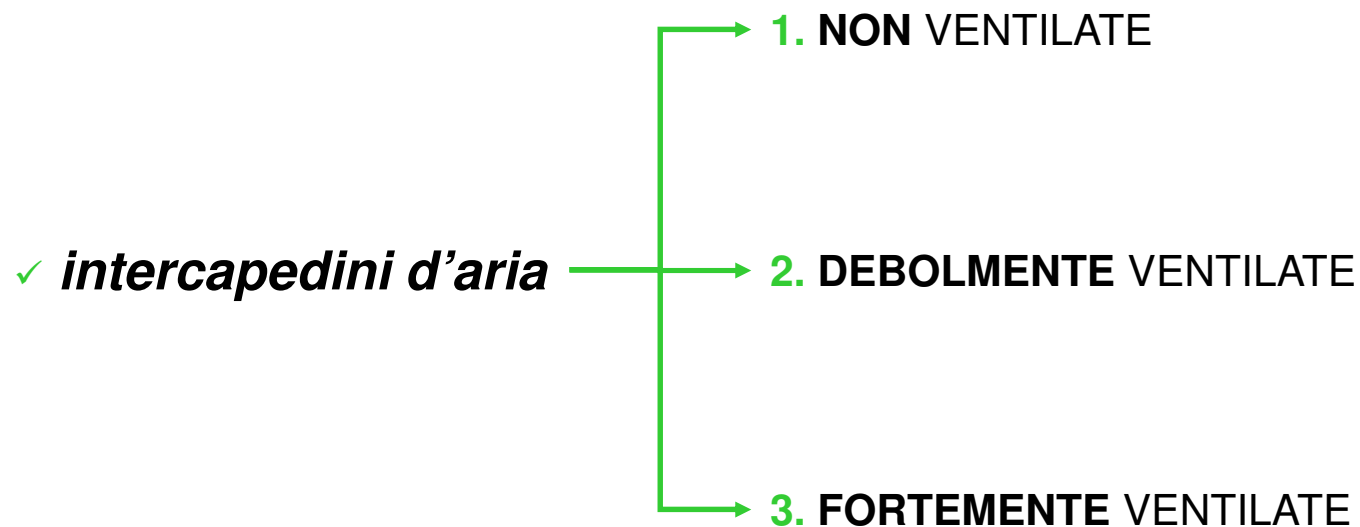 1. NON VENTILATE
✓ intercapedini d’aria
2. DEBOLMENTE VENTILATE
3. FORTEMENTE VENTILATE